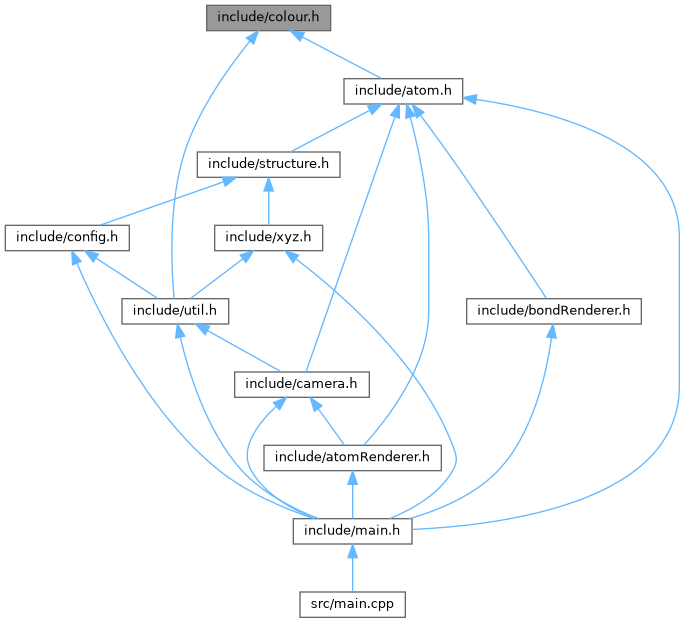 include/colour.h
include/atom.h
include/structure.h
include/config.h
include/xyz.h
include/util.h
include/bondRenderer.h
include/camera.h
include/atomRenderer.h
include/main.h
src/main.cpp